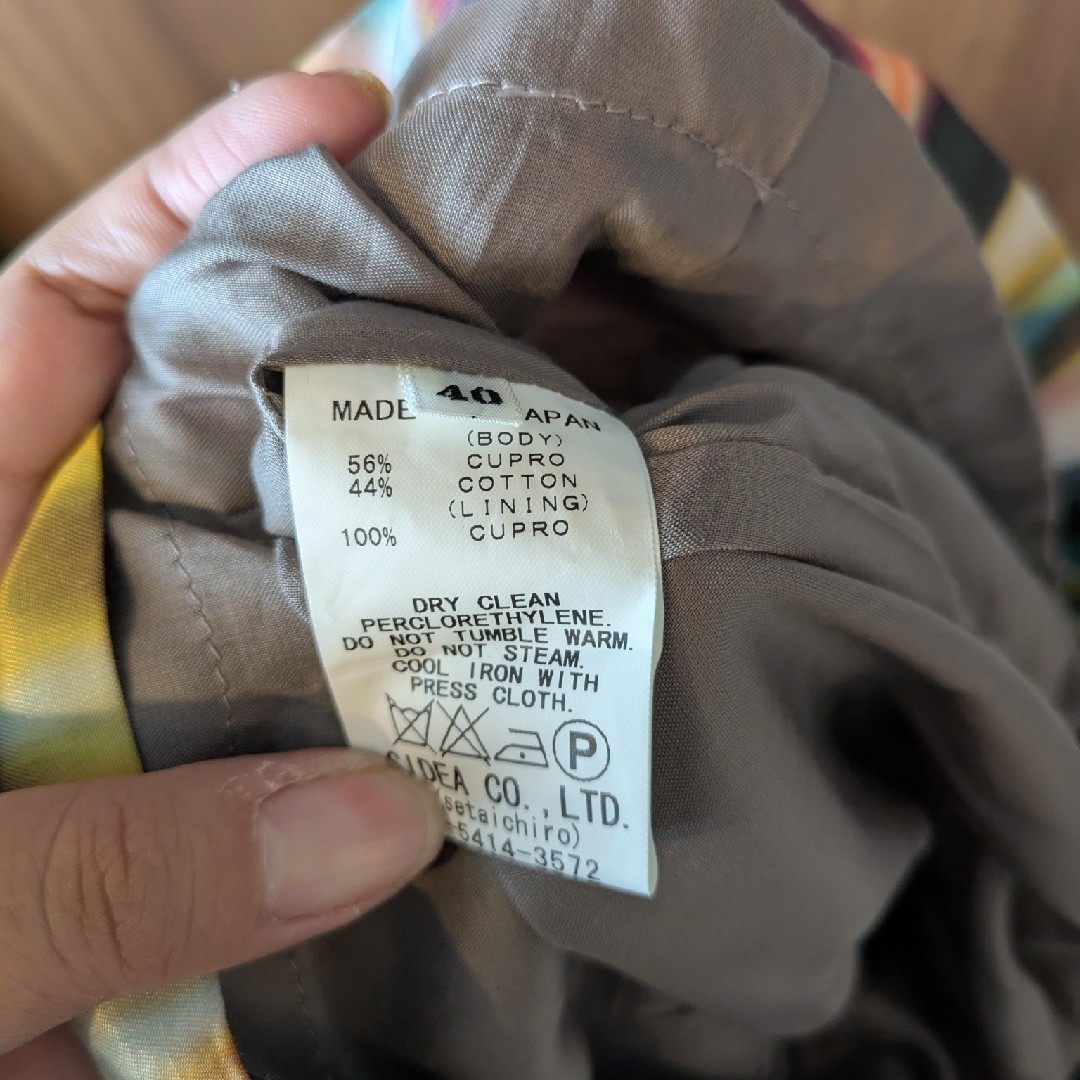 40
MADE APAN
(BODY)
56% CUPRO
44% COTTON
(LINING)
100% CUPRO
DRY CLEAN
PERCLORETHYLENE.
DO NOT TUMBLE WARM.
DO NOT STEAM.
COOL IRON WITH
PRESS CLOTH.
P
SADEA CO.,LTD.
setaichiro)
-5414-3572